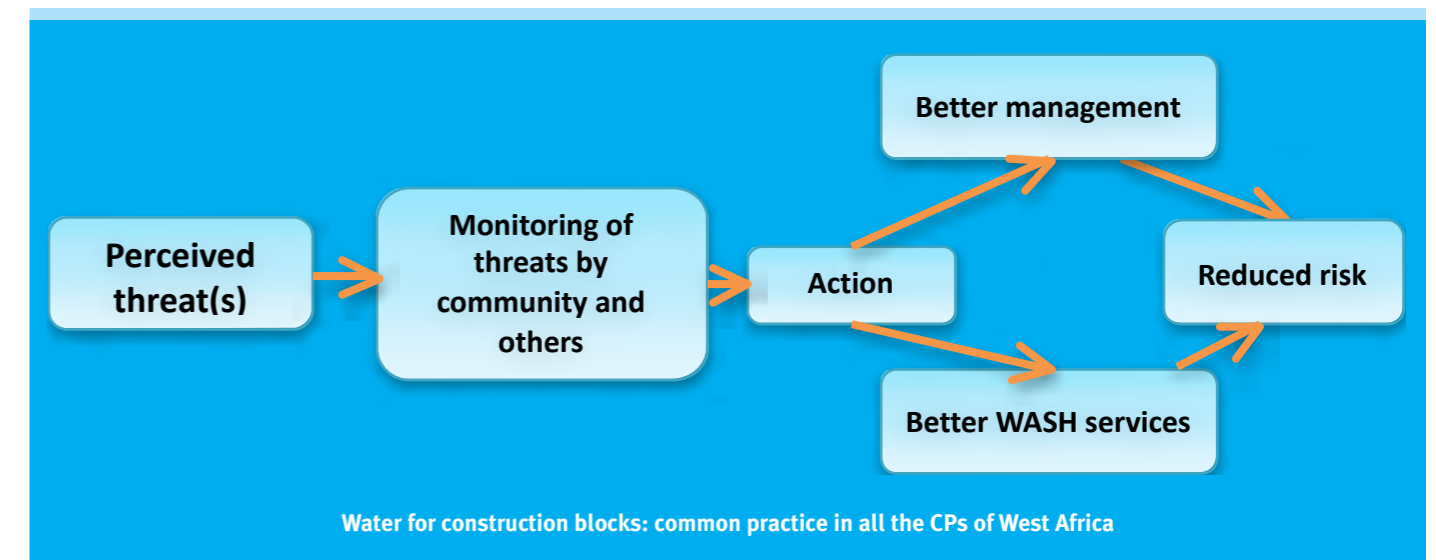 Perceived
threat(s)
Monitoring of
threats by
community and
others
Action
Better management
Better WASH services
Reduced risk
Water for construction blocks: common practice in all the CPs of West Africa